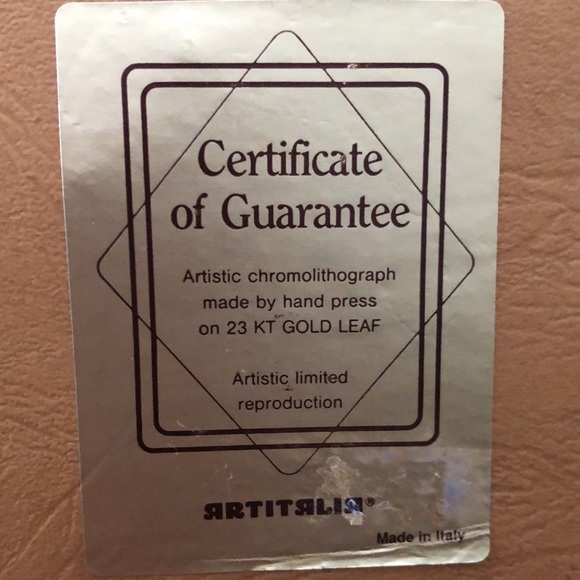 Certificate
of Guarantee
Artistic chromolithograph
made by hand press
on 23 KT GOLD LEAF
Artistic limited
reproduction
ARTITALIA®
Made in Italy